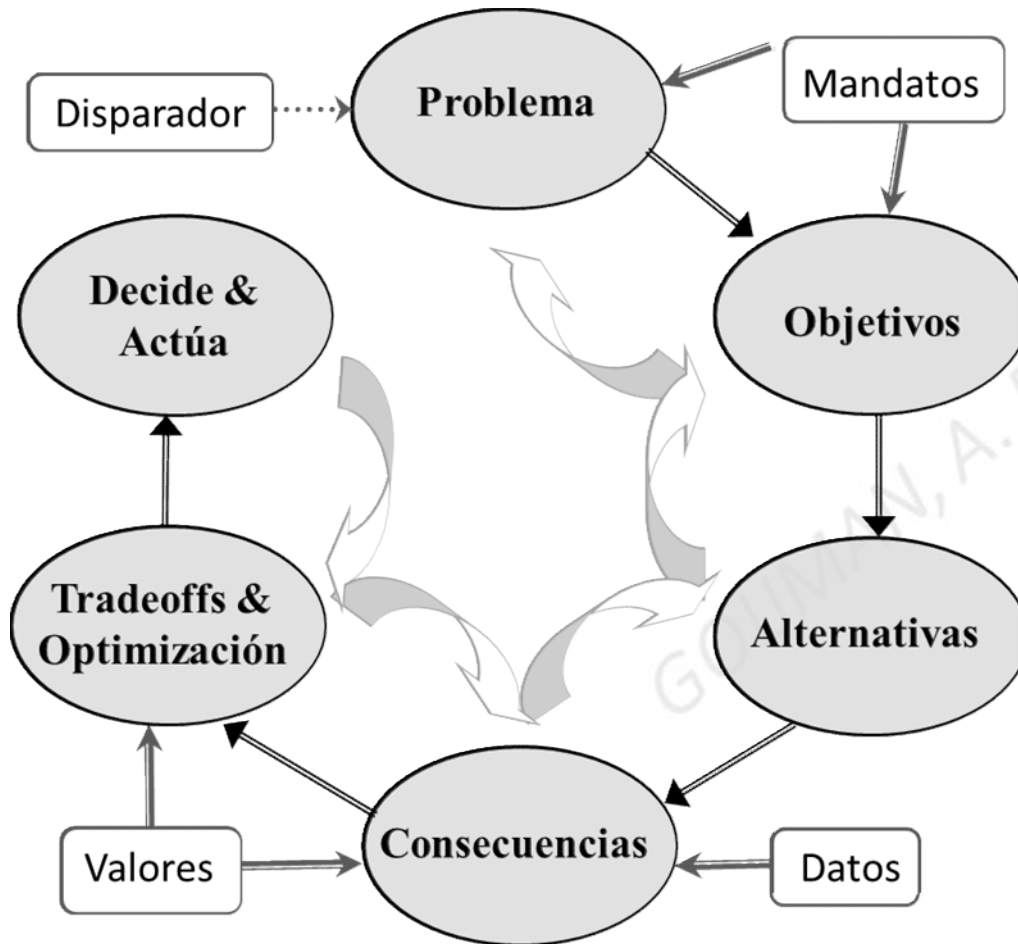 Problema
Mandatos
Disparador
Decide &
Actúa
Objetivos
Tradeoffs &
Optimización
Alternativas
Consecuencias
Valores
Datos